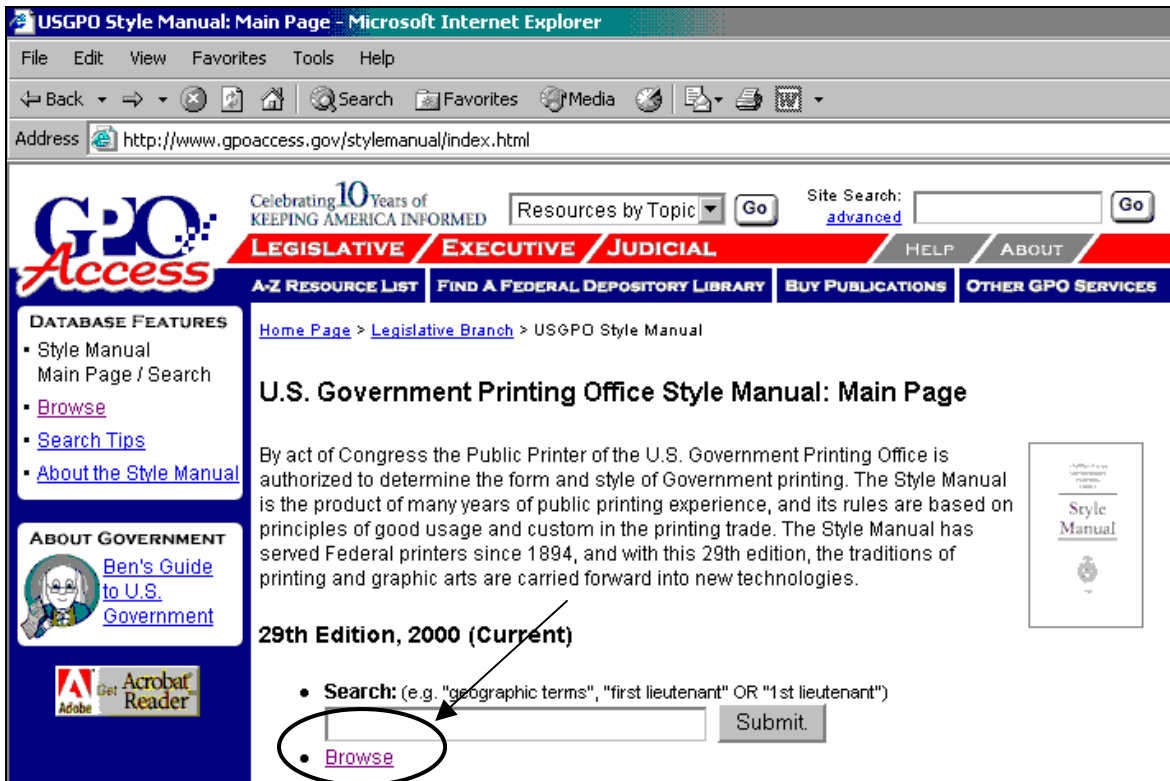 USGPO Style Manual: Main Page - Microsoft Internet Explorer
File Edit View Favorites Tools Help
Back Search Favorites Media
Address http://www.gpoaccess.gov/stylemanual/index.html
GPO Access
Celebrating 10 Years of
KEEPING AMERICA INFORMED
Resources by Topic Go
Site Search:
advanced
Go
LEGISLATIVE EXECUTIVE JUDICIAL HELP ABOUT
A-Z RESOURCE LIST FIND A FEDERAL DEPOSITORY LIBRARY BUY PUBLICATIONS OTHER GPO SERVICES
DATABASE FEATURES
Style Manual
Main Page / Search
Browse
Search Tips
About the Style Manual
ABOUT GOVERNMENT
Ben's Guide
to U.S.
Government
Adobe
Get Acrobat
Reader
Home Page > Legislative Branch > USGPO Style Manual
U.S. Government Printing Office Style Manual: Main Page
By act of Congress the Public Printer of the U.S. Government Printing Office is
authorized to determine the form and style of Government printing. The Style Manual
is the product of many years of public printing experience, and its rules are based on
principles of good usage and custom in the printing trade. The Style Manual has
served Federal printers since 1894, and with this 29th edition, the traditions of
printing and graphic arts are carried forward into new technologies.
Style
Manual
29th Edition, 2000 (Current)
Search: (e.g. "geographic terms", "first lieutenant" OR "1st lieutenant")
Submit.
Browse